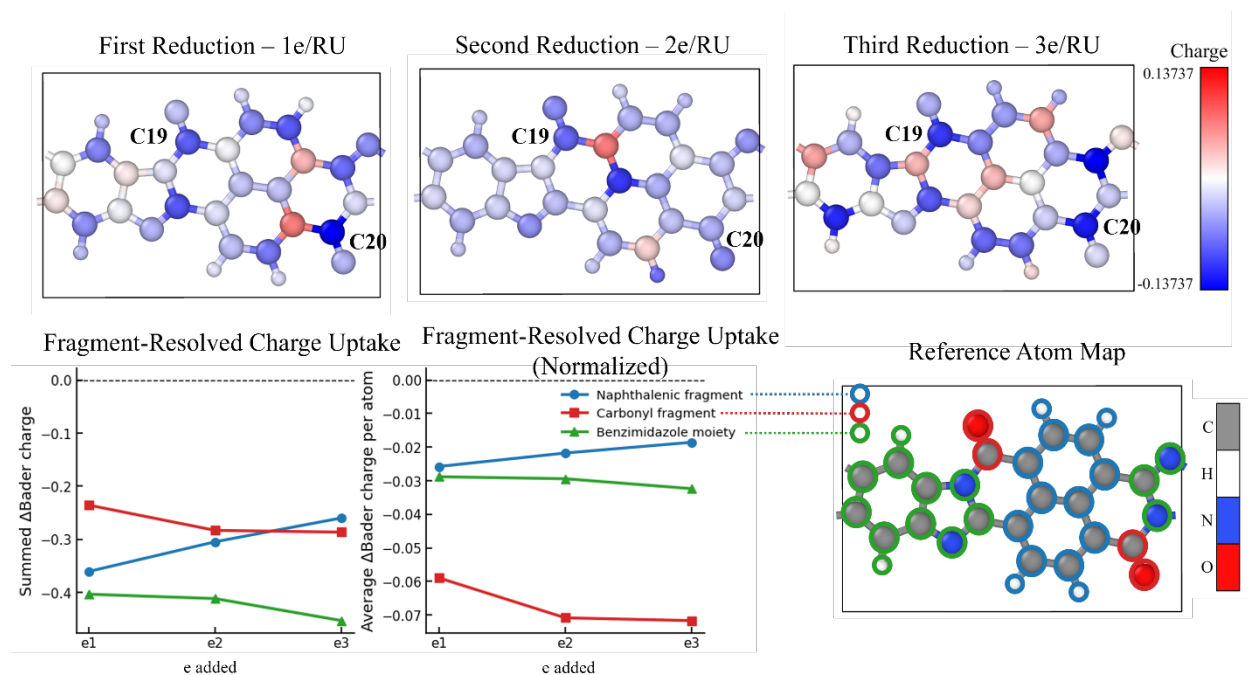 First Reduction – 1e/RU
Second Reduction – 2e/RU
Third Reduction – 3e/RU
Charge
0.13737
-0.13737
C19
C20
C19
C20
C19
C20
Fragment-Resolved Charge Uptake
Summed ΔBader charge
0.0
−0.1
−0.2
−0.3
−0.4
e1
e2
e3
e added
Fragment-Resolved Charge Uptake
(Normalized)
Average ΔBader charge per atom
0.00
−0.01
−0.02
−0.03
−0.04
−0.05
−0.06
−0.07
Naphthalenic fragment
Carbonyl fragment
Benzimidazole moiety
e1
e2
e3
e added
Reference Atom Map
C
H
N
O